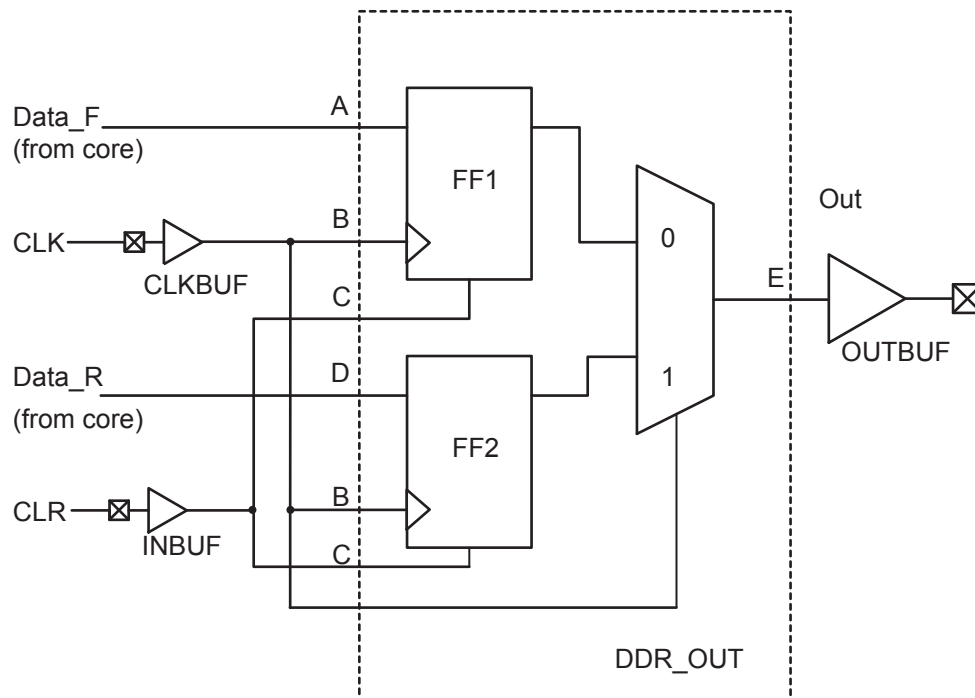 Data_F
(from core)
A
FF1
CLK
CLKBUF
B
C
0
Out
E
OUTBUF
Data_R
(from core)
D
1
FF2
CLR
INBUF
B
C
DDR_OUT